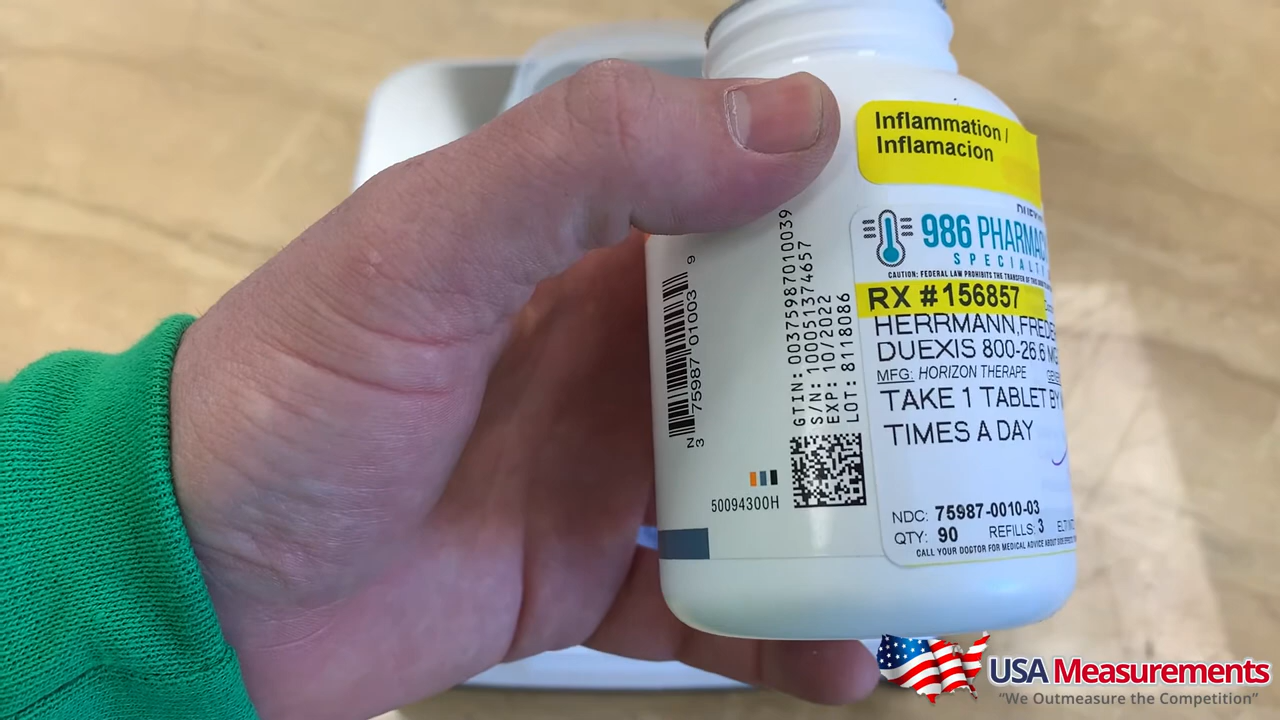 Inflammation /
Inflamacion
986 PHARMAC
SPECIALT
CAUTION: FEDERAL LAW PROHIBITS THE TRANSFER OF THIS
RX #156857
HERRMANN, FREDE
DUEXIS 800-26.6 MG
MFG: HORIZON THERAPE
TAKE 1 TABLET BY
TIMES A DAY
NDC: 75987-0010-03
QTY: 90 REFILLS: 3
CALL YOUR DOCTOR FOR MEDICAL ADVICE ABOUT SIDE EFFECTS
GTIN: 00375987010039
S/N: 10005137465​7
EXP: 10/2022
LOT: 8118086
N 3 75987 01003 9
50094300H
USA Measurements
"We Outmeasure the Competition"